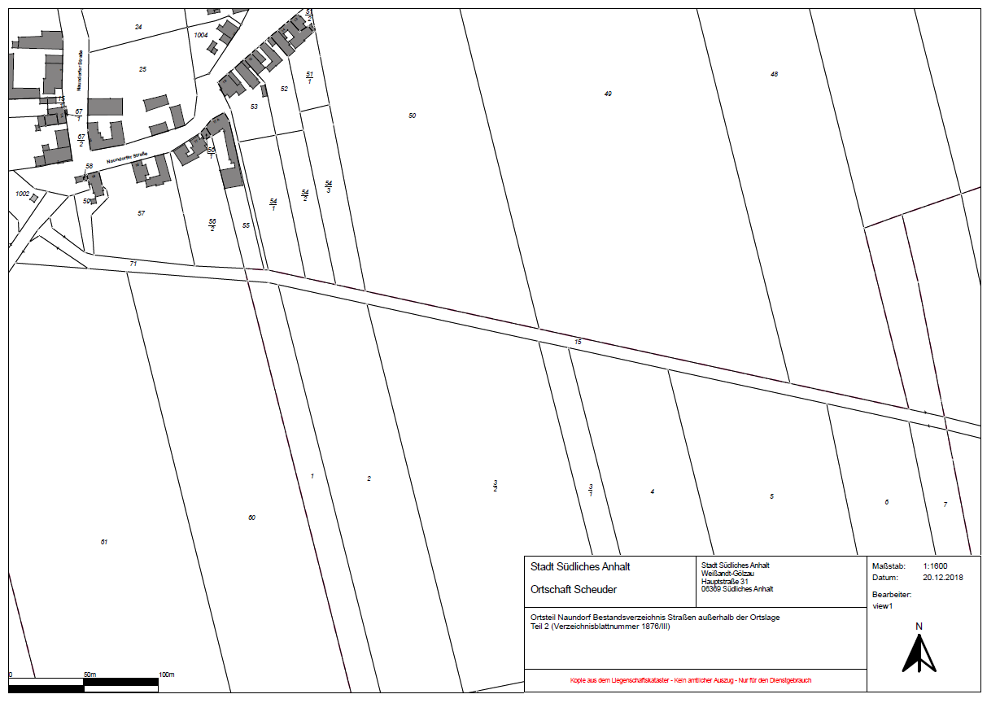 24
1004
51
2
25
Naundorfer Straße
48
51
1
52
49
53
50
67
1
67
2
56
1
Naundorfer Straße
58
1002
59
54
3
54
2
54
1
57
56
2
55
71
15
1
2
3
2
3
1
4
5
6
7
60
61
Stadt Südliches Anhalt
Ortschaft Scheuder
Stadt Südliches Anhalt
Weißandt-Gölzau
Hauptstraße 31
06369 Südliches Anhalt
Maßstab: 1:1600
Datum: 20.12.2018
Bearbeiter:
view1
Ortsteil Naundorf Bestandsverzeichnis Straßen außerhalb der Ortslage
Teil 2 (Verzeichnisblattnummer 1876/III)
N
0 50m 100m
Kopie aus dem Liegenschaftskataster - Kein amtlicher Auszug - Nur für den Dienstgebrauch